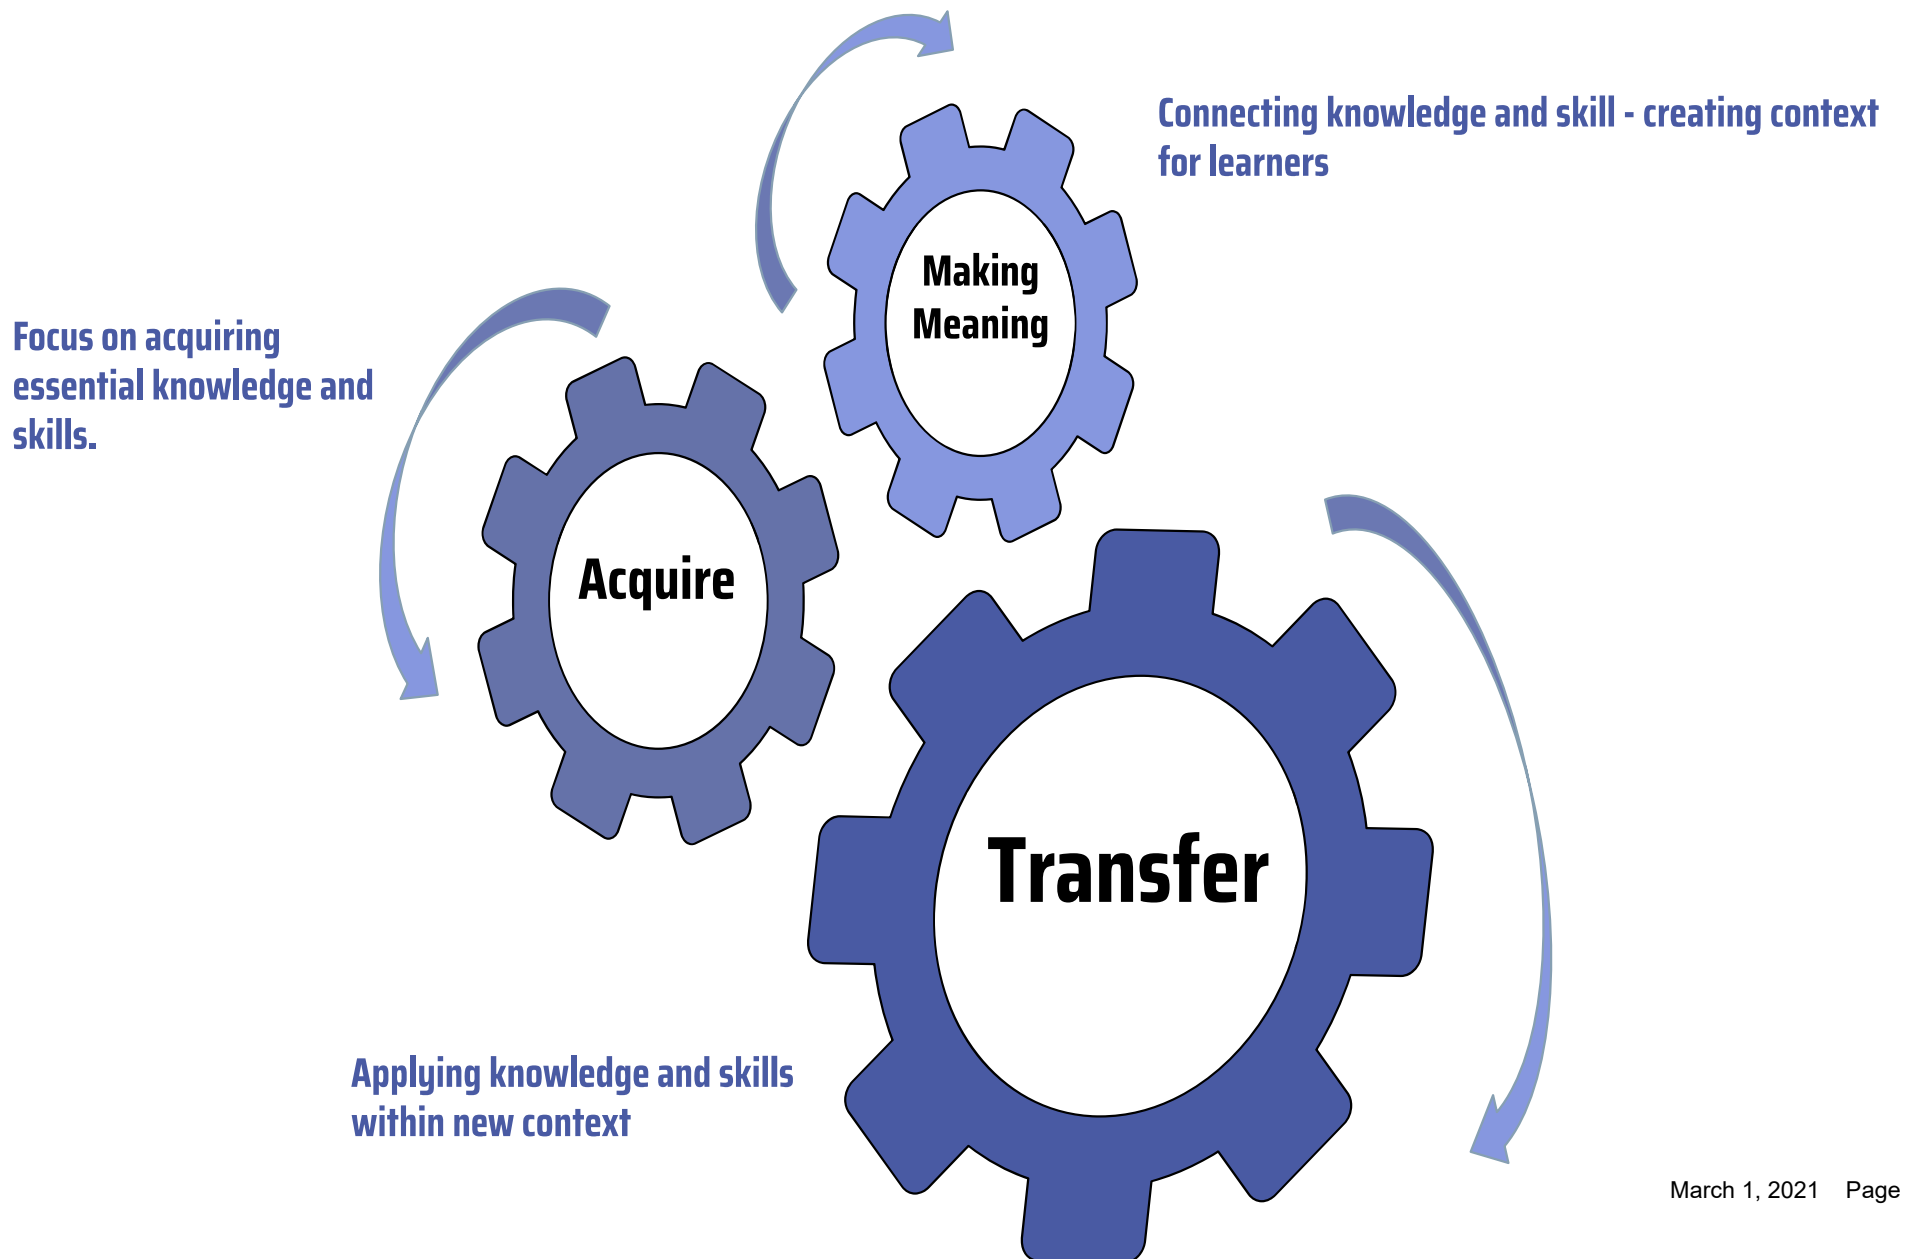 Connecting knowledge and skill - creating context
for learners
Making
Meaning
Focus on acquiring
essential knowledge and
skills.
Acquire
Transfer
Applying knowledge and skills
within new context
March 1, 2021 Page